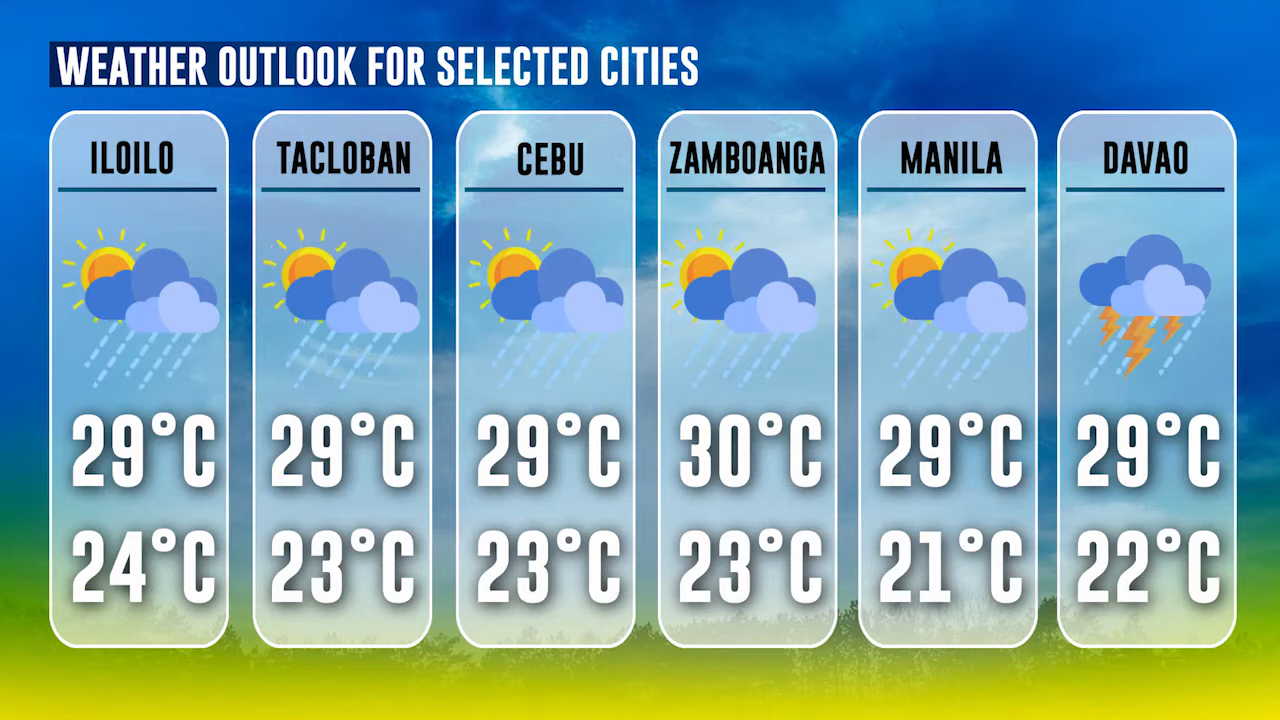 WEATHER OUTLOOK FOR SELECTED CITIES
ILOILO
29°C
24°C
TACLOBAN
29°C
23°C
CEBU
29°C
23°C
ZAMBOANGA
30°C
23°C
MANILA
29°C
21°C
DAVAO
29°C
22°C